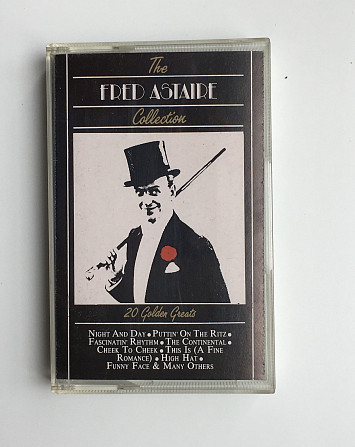 The
FRED ASTAIRE
Collection
20 Golden Greats
NIGHT AND DAY • PUTTIN' ON THE RITZ •
FASCINATIN' RHYTHM • THE CONTINENTAL •
CHEEK TO CHEEK • THIS IS (A FINE
ROMANCE) • HIGH HAT •
FUNNY FACE & MANY OTHERS